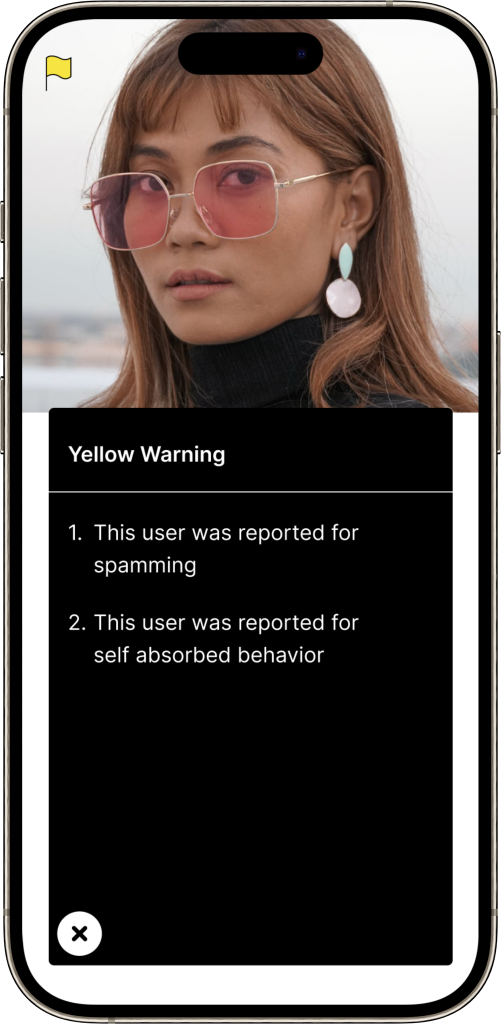 Yellow Warning
1. This user was reported for
spamming
2. This user was reported for
self absorbed behavior